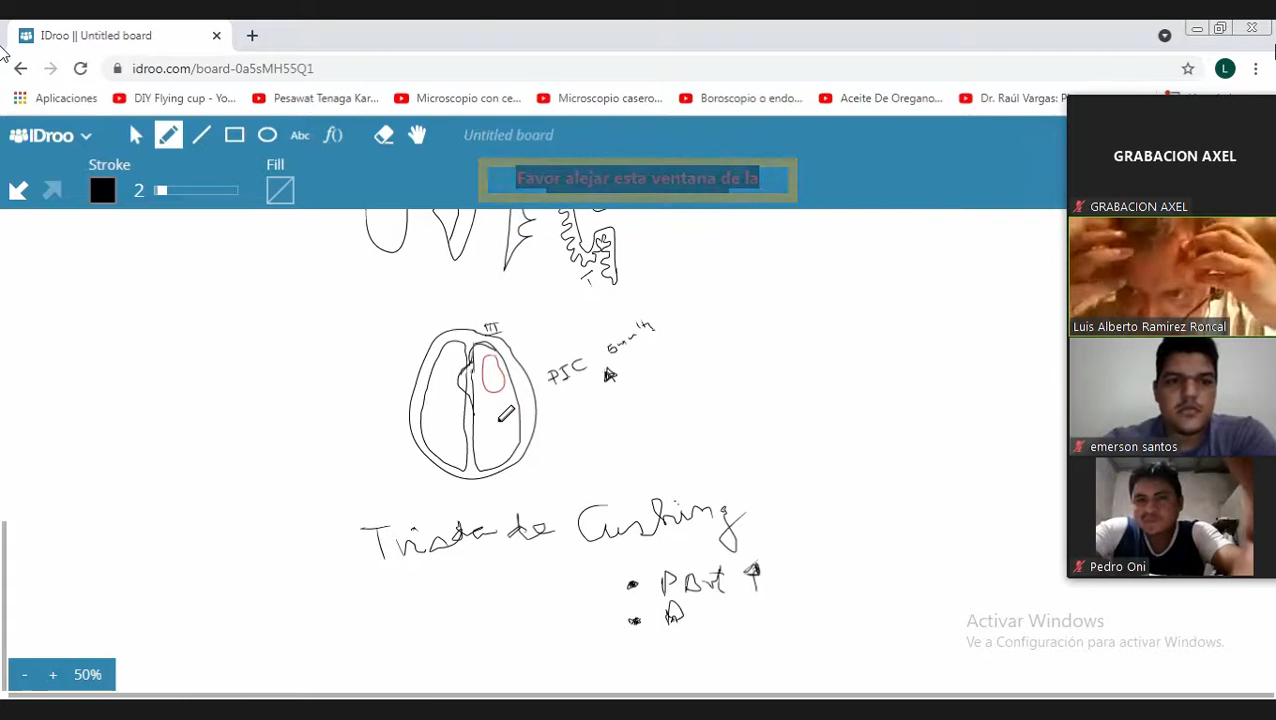 IDroo || Untitled board
idroo.com/board-0a5sMH55Q1
L
Aplicaciones
DIY Flying cup - Yo...
Pesawat Tenaga Kar...
Microscopio con ce...
Microscopio casero...
Boroscopio o endo...
Aceite De Oregano...
Dr. Raúl Vargas: P
IDroo
Abc
f()
Untitled board
Stroke
2
Fill
Favor alejar esta ventana de la
GRABACION AXEL
GRABACION AXEL
Luis Alberto Ramirez Roncal
emerson santos
Pedro Oni
III
PIC
Triada de Cushing
• P Art ↑
•
Activar Windows
Ve a Configuración para activar Windows.
- + 50%